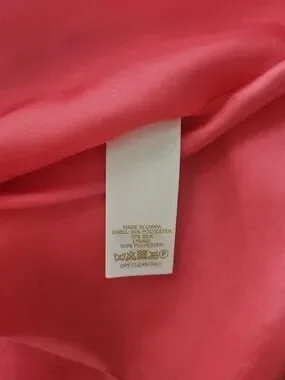 MADE IN CHINA
SHELL: 90% POLYESTER
10% SILK
LINING:
100% POLYESTER
DRY CLEAN ONLY